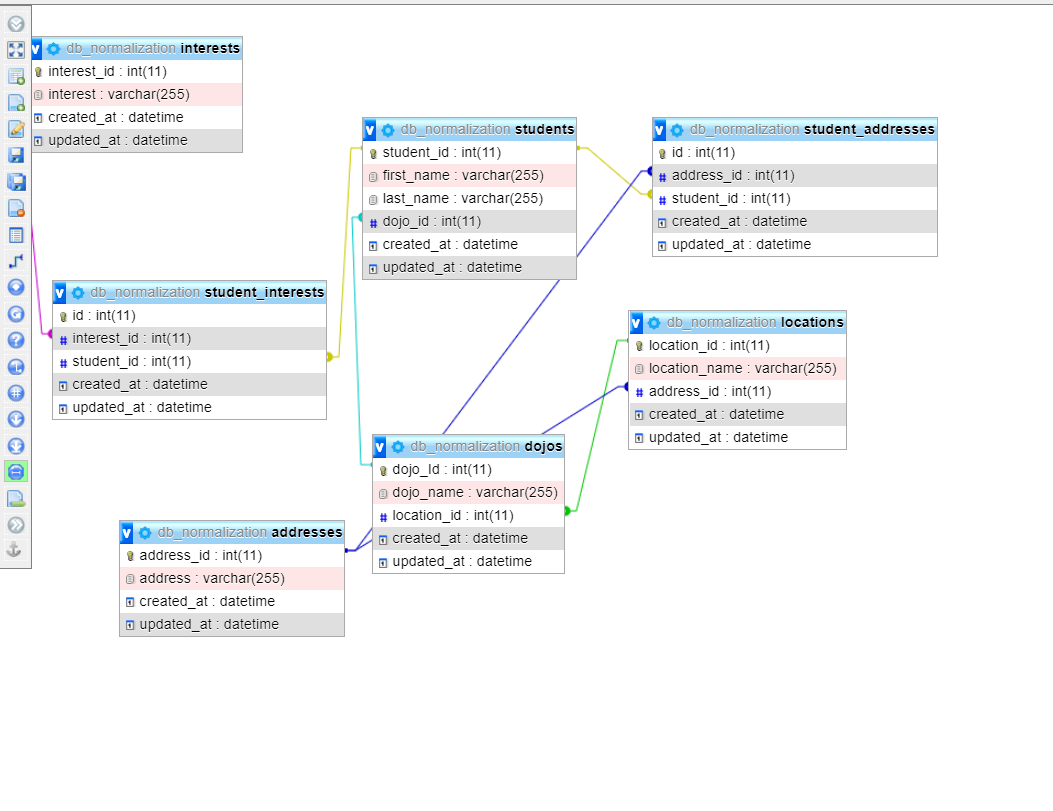 db_normalization interests
interest_id : int(11)
interest : varchar(255)
created_at : datetime
updated_at : datetime
db_normalization students
student_id : int(11)
first_name : varchar(255)
last_name : varchar(255)
dojo_id : int(11)
created_at : datetime
updated_at : datetime
db_normalization student_addresses
id : int(11)
address_id : int(11)
student_id : int(11)
created_at : datetime
updated_at : datetime
db_normalization student_interests
id : int(11)
interest_id : int(11)
student_id : int(11)
created_at : datetime
updated_at : datetime
db_normalization locations
location_id : int(11)
location_name : varchar(255)
address_id : int(11)
created_at : datetime
updated_at : datetime
db_normalization dojos
dojo_Id : int(11)
dojo_name : varchar(255)
location_id : int(11)
created_at : datetime
updated_at : datetime
db_normalization addresses
address_id : int(11)
address : varchar(255)
created_at : datetime
updated_at : datetime